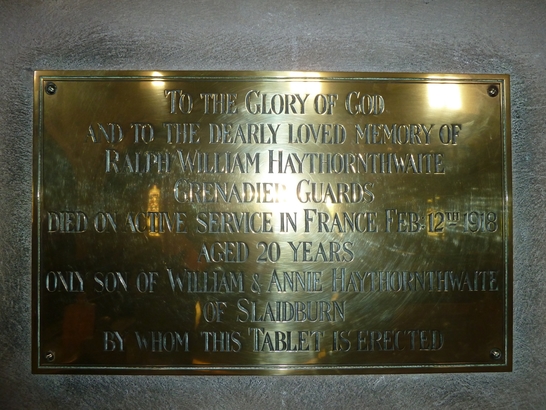 To the Glory of God
and to the dearly loved memory of
Ralph William Haythornthwaite
Grenadier Guards
died on active service in France Feb: 12th 1918
aged 20 years
only son of William & Annie Haythornthwaite
of Slaidburn
by whom this Tablet is erected